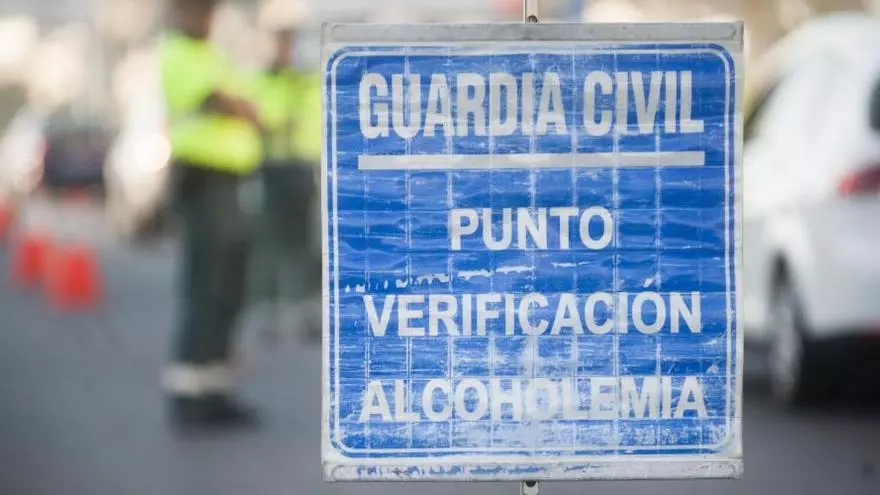 GUARDIA CIVIL
PUNTO
VERIFICACION
ALCOHOLEMIA